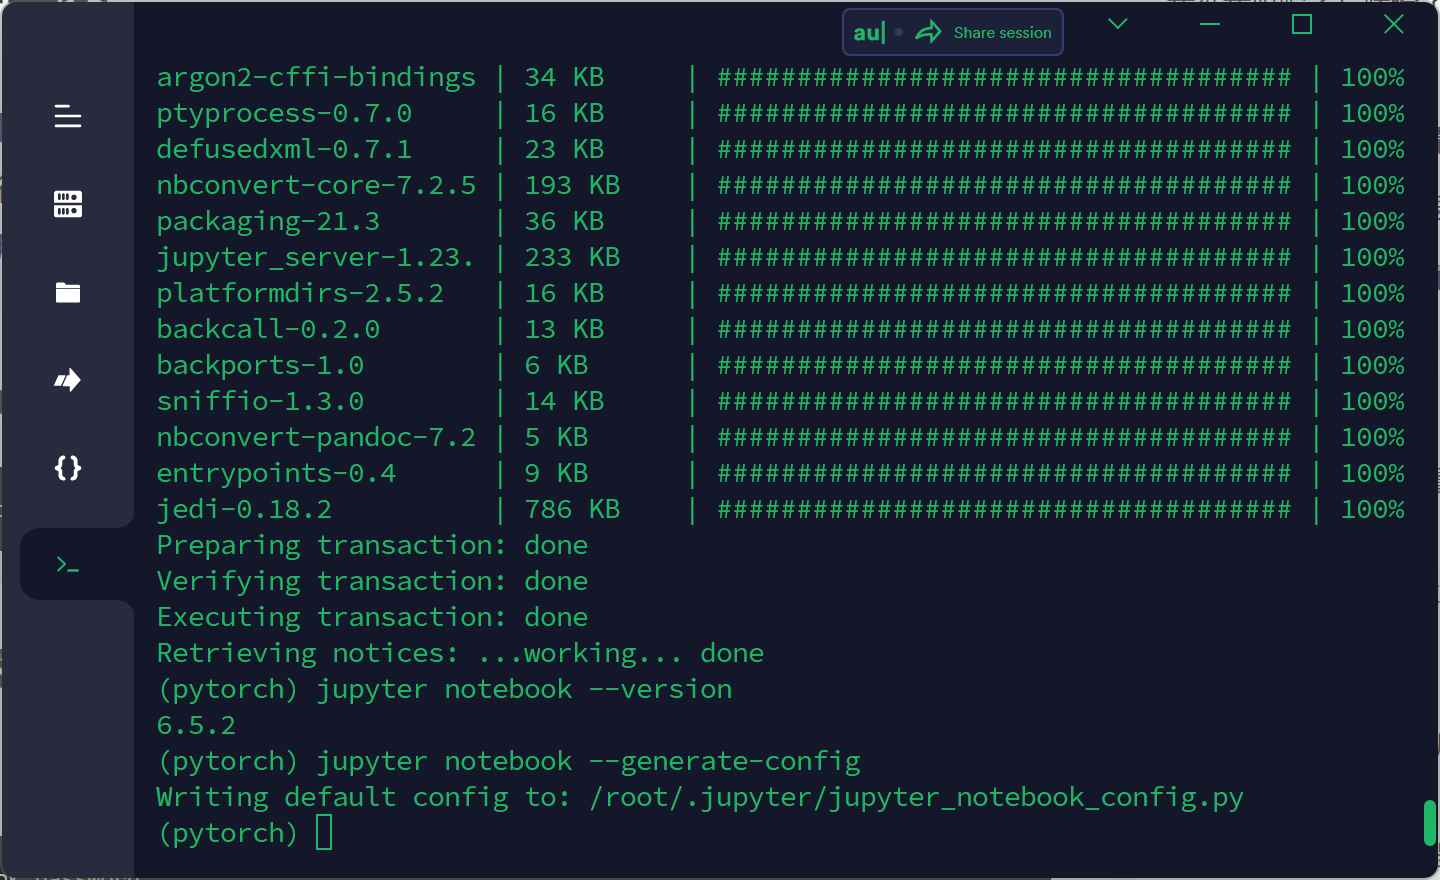 au| Share session
argon2-cffi-bindings | 34 KB | #################################### | 100%
ptyprocess-0.7.0 | 16 KB | #################################### | 100%
defusedxml-0.7.1 | 23 KB | #################################### | 100%
nbconvert-core-7.2.5 | 193 KB | #################################### | 100%
packaging-21.3 | 36 KB | #################################### | 100%
jupyter_server-1.23. | 233 KB | #################################### | 100%
platformdirs-2.5.2 | 16 KB | #################################### | 100%
backcall-0.2.0 | 13 KB | #################################### | 100%
backports-1.0 | 6 KB | #################################### | 100%
sniffio-1.3.0 | 14 KB | #################################### | 100%
nbconvert-pandoc-7.2 | 5 KB | #################################### | 100%
entrypoints-0.4 | 9 KB | #################################### | 100%
jedi-0.18.2 | 786 KB | #################################### | 100%
Preparing transaction: done
Verifying transaction: done
Executing transaction: done
Retrieving notices: ...working... done
(pytorch) jupyter notebook --version
6.5.2
(pytorch) jupyter notebook --generate-config
Writing default config to: /root/.jupyter/jupyter_notebook_config.py
(pytorch)